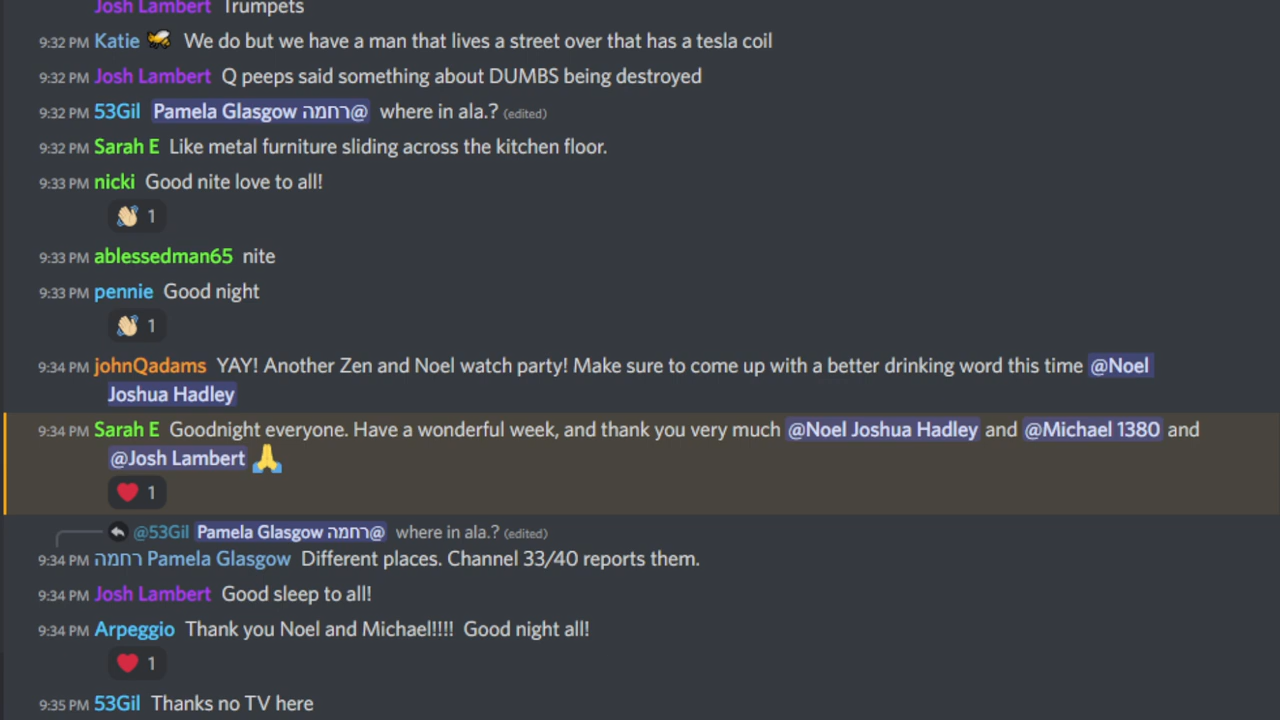 Josh Lambert Trumpets
9:32 PM Katie We do but we have a man that lives a street over that has a tesla coil
9:32 PM Josh Lambert Q peeps said something about DUMBS being destroyed
9:32 PM 53Gil Pamela Glasgow רחמה@ where in ala.? (edited)
9:32 PM Sarah E Like metal furniture sliding across the kitchen floor.
9:33 PM nicki Good nite love to all!
1
9:33 PM ablessedman65 nite
9:33 PM pennie Good night
1
9:34 PM johnQadams YAY! Another Zen and Noel watch party! Make sure to come up with a better drinking word this time @Noel
Joshua Hadley
9:34 PM Sarah E Goodnight everyone. Have a wonderful week, and thank you very much @Noel Joshua Hadley and @Michael 1380 and
@Josh Lambert
1
@53Gil Pamela Glasgow רחמה@ where in ala.? (edited)
9:34 PM רחמה Pamela Glasgow Different places. Channel 33/40 reports them.
9:34 PM Josh Lambert Good sleep to all!
9:34 PM Arpeggio Thank you Noel and Michael!!!! Good night all!
1
9:35 PM 53Gil Thanks no TV here